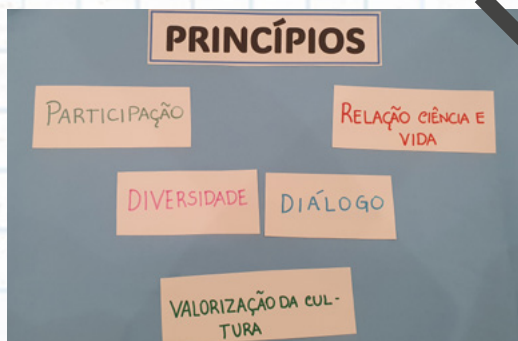 PRINCÍPIOS
PARTICIPAÇÃO
RELAÇÃO CIÊNCIA E
VIDA
DIVERSIDADE
DIÁLOGO
VALORIZAÇÃO DA CUL-
TURA